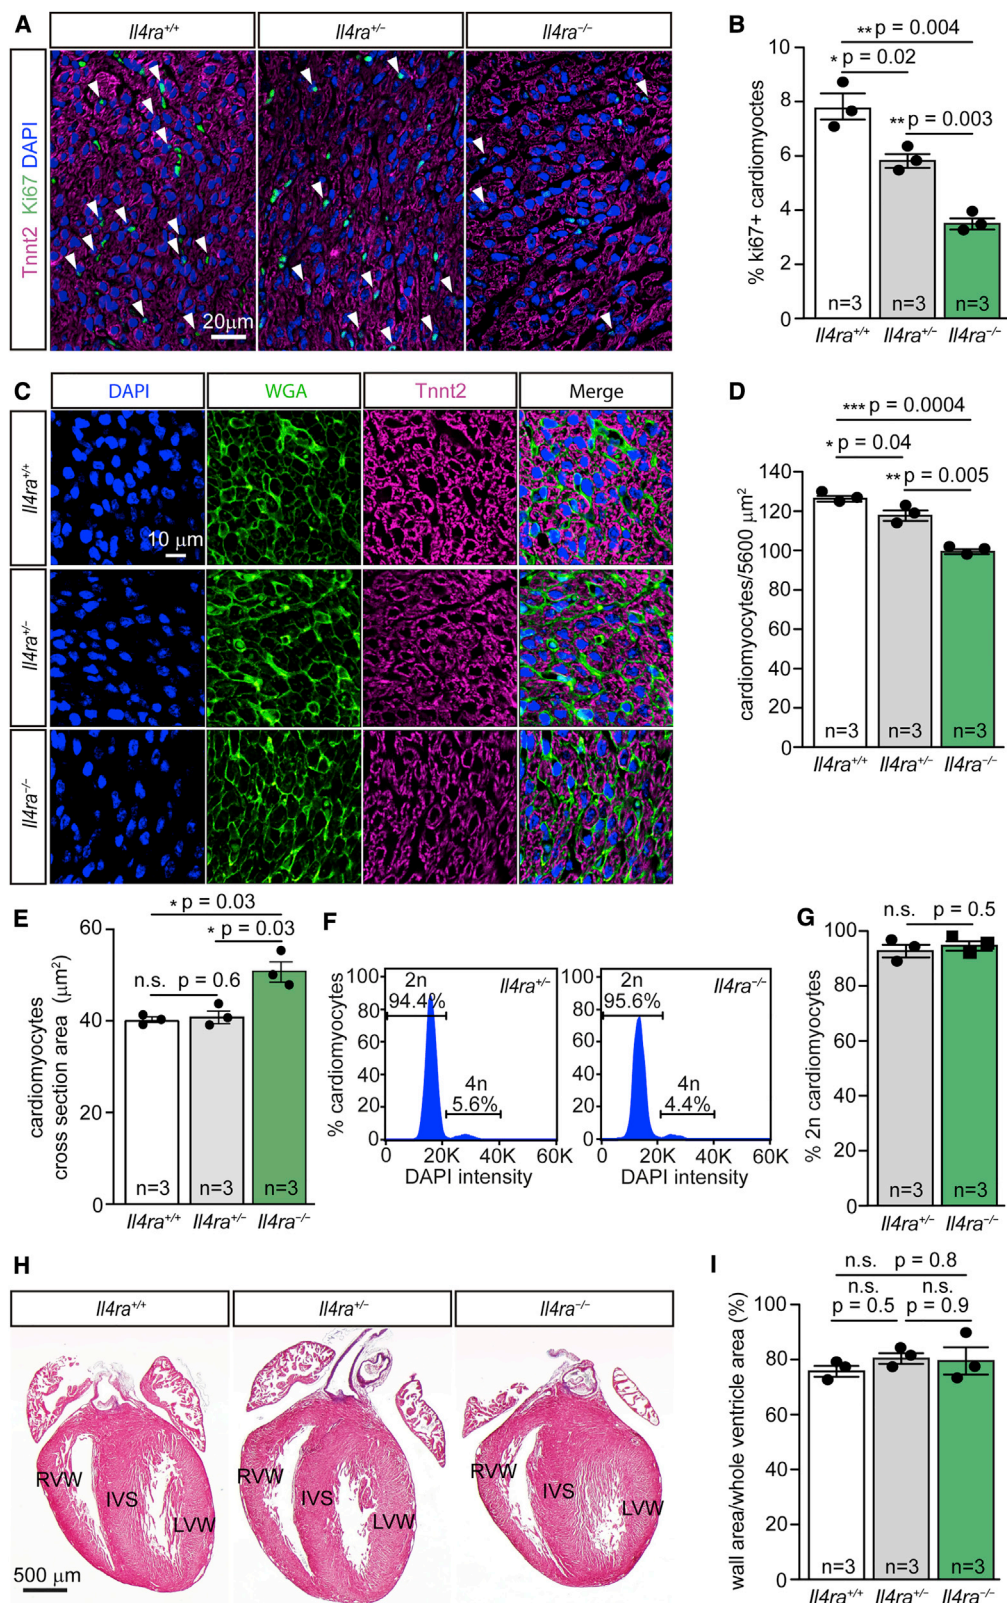 A
Il4ra+/+
Il4ra+/−
Il4ra−/−
Tnnt2 Ki67 DAPI
20μm
B
** p = 0.004
* p = 0.02
** p = 0.003
% ki67+ cardiomyoctes
10
8
6
4
2
0
n=3
n=3
n=3
Il4ra+/+
Il4ra+/−
Il4ra−/−
C
DAPI
WGA
Tnnt2
Merge
Il4ra+/+
10 μm
Il4ra+/−
Il4ra−/−
D
*** p = 0.0004
* p = 0.04
** p = 0.005
cardiomyocytes/5600 μm2
140
120
100
80
60
40
20
0
n=3
n=3
n=3
Il4ra+/+
Il4ra+/−
Il4ra−/−
E
* p = 0.03
* p = 0.03
n.s. p = 0.6
cardiomyocytes
cross section area (μm2)
60
40
20
0
n=3
n=3
n=3
Il4ra+/+
Il4ra+/−
Il4ra−/−
F
% cardiomyocytes
100
80
60
40
20
0
2n
94.4%
Il4ra+/−
4n
5.6%
0
20K
40K
60K
DAPI intensity
100
80
60
40
20
0
2n
95.6%
Il4ra−/−
4n
4.4%
0
20K
40K
60K
DAPI intensity
G
n.s. p = 0.5
% 2n cardiomyocytes
100
80
60
40
20
0
n=3
n=3
Il4ra+/−
Il4ra−/−
H
Il4ra+/+
Il4ra+/−
Il4ra−/−
RVW
IVS
LVW
RVW
IVS
LVW
RVW
IVS
LVW
500 μm
I
n.s. p = 0.8
n.s.
p = 0.5
n.s.
p = 0.9
wall area/whole ventricle area (%)
100
80
60
40
20
0
n=3
n=3
n=3
Il4ra+/+
Il4ra+/−
Il4ra−/−